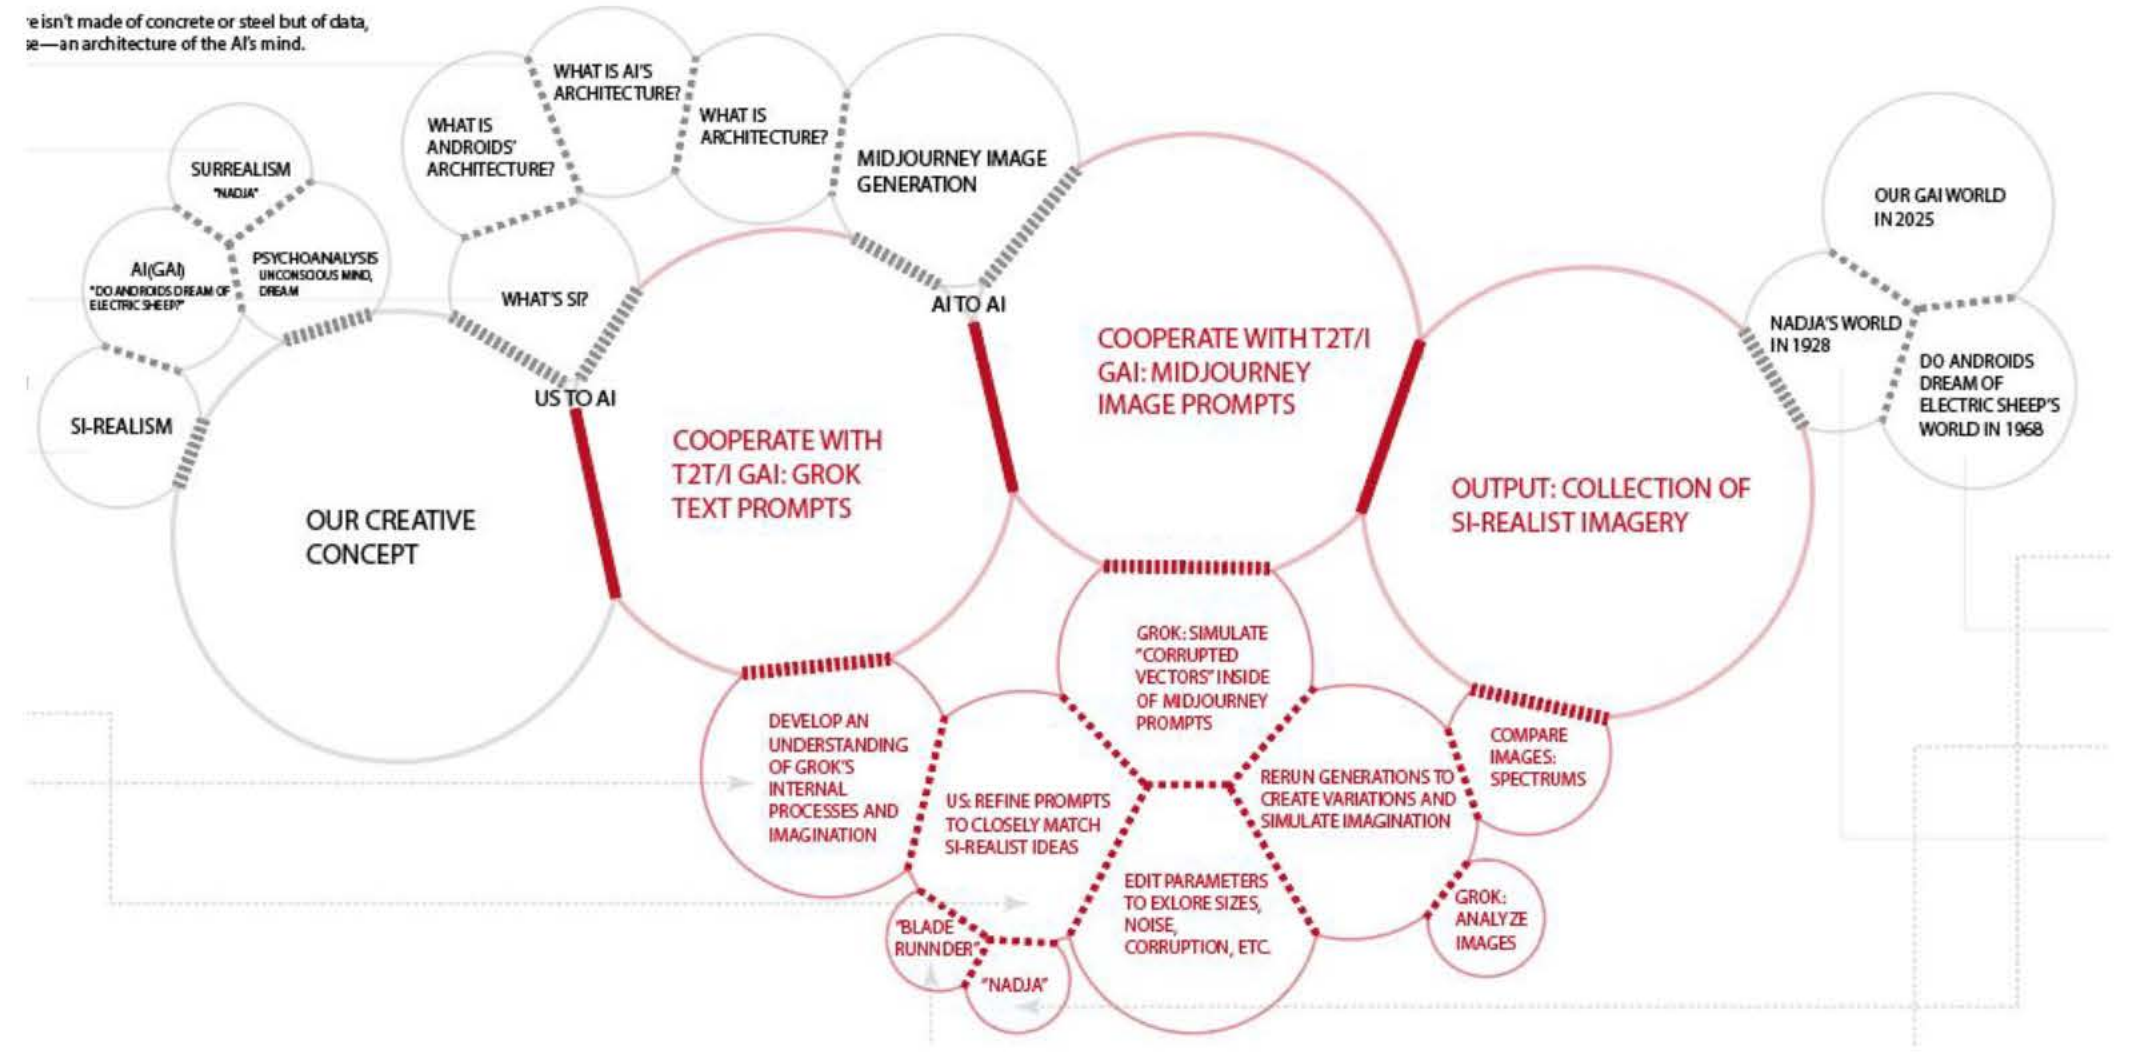 re isn't made of concrete or steel but of data,
se—an architecture of the AI's mind.
WHAT IS AI'S
ARCHITECTURE?
WHAT IS
ANDROIDS'
ARCHITECTURE?
WHAT IS
ARCHITECTURE?
MIDJOURNEY IMAGE
GENERATION
SURREALISM
"NADJA"
AI(GAI)
"DO ANDROIDS DREAM OF
ELECTRIC SHEEP?"
PSYCHOANALYSIS
UNCONSCIOUS MIND,
DREAM
WHAT'S SI?
SI-REALISM
US TO AI
AI TO AI
OUR CREATIVE
CONCEPT
COOPERATE WITH
T2T/I GAI: GROK
TEXT PROMPTS
COOPERATE WITH T2T/I
GAI: MIDJOURNEY
IMAGE PROMPTS
OUTPUT: COLLECTION OF
SI-REALIST IMAGERY
OUR GAI WORLD
IN 2025
NADJA'S WORLD
IN 1928
DO ANDROIDS
DREAM OF
ELECTRIC SHEEP'S
WORLD IN 1968
DEVELOP AN
UNDERSTANDING
OF GROK'S
INTERNAL
PROCESSES AND
IMAGINATION
US: REFINE PROMPTS
TO CLOSELY MATCH
SI-REALIST IDEAS
"BLADE
RUNNDER"
"NADJA"
GROK: SIMULATE
"CORRUPTED
VECTORS" INSIDE
OF MIDJOURNEY
PROMPTS
EDIT PARAMETERS
TO EXLORE SIZES,
NOISE,
CORRUPTION, ETC.
RERUN GENERATIONS TO
CREATE VARIATIONS AND
SIMULATE IMAGINATION
COMPARE
IMAGES:
SPECTRUMS
GROK:
ANALYZE
IMAGES